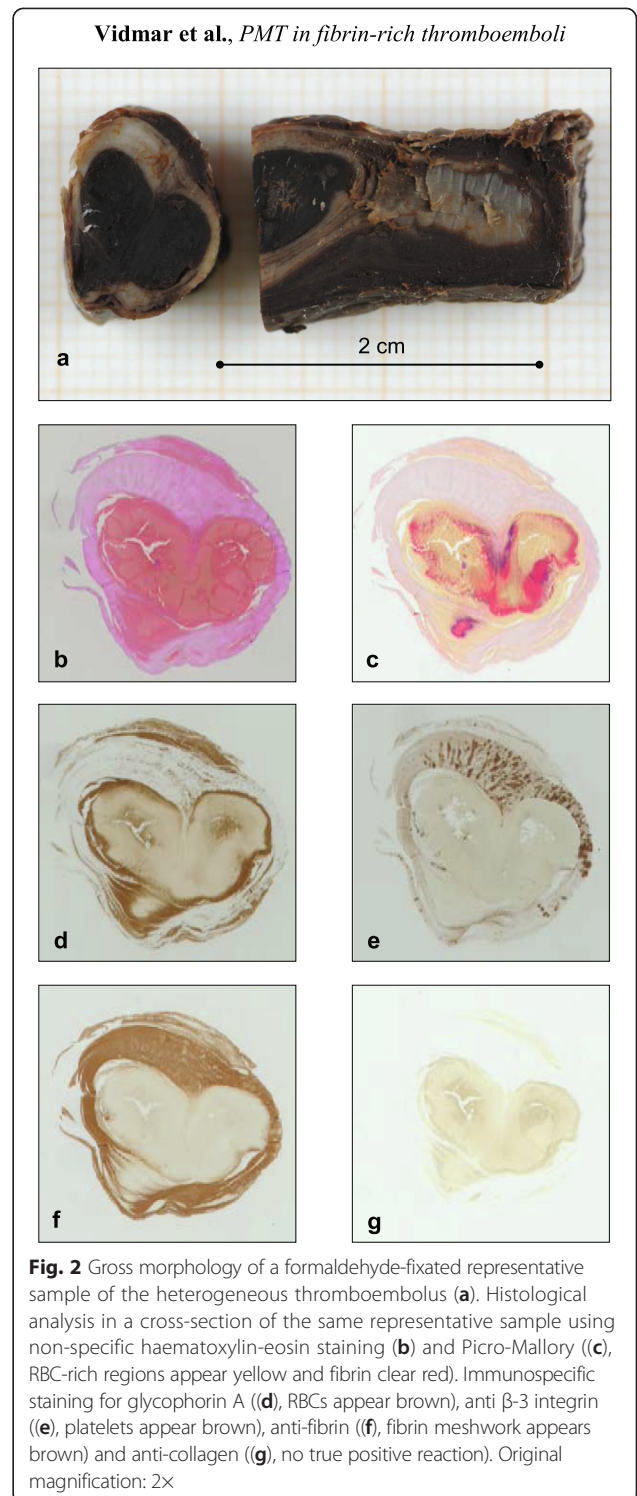 Vidmar et al., PMT in fibrin-rich thromboemboli
2 cm
a
b
c
d
e
f
g
Fig. 2 Gross morphology of a formaldehyde-fixated representative
sample of the heterogeneous thromboembolus (a). Histological
analysis in a cross-section of the same representative sample using
non-specific haematoxylin-eosin staining (b) and Picro-Mallory ((c),
RBC-rich regions appear yellow and fibrin clear red). Immunospecific
staining for glycophorin A ((d), RBCs appear brown), anti β-3 integrin
((e), platelets appear brown), anti-fibrin ((f), fibrin meshwork appears
brown) and anti-collagen ((g), no true positive reaction). Original
magnification: 2×